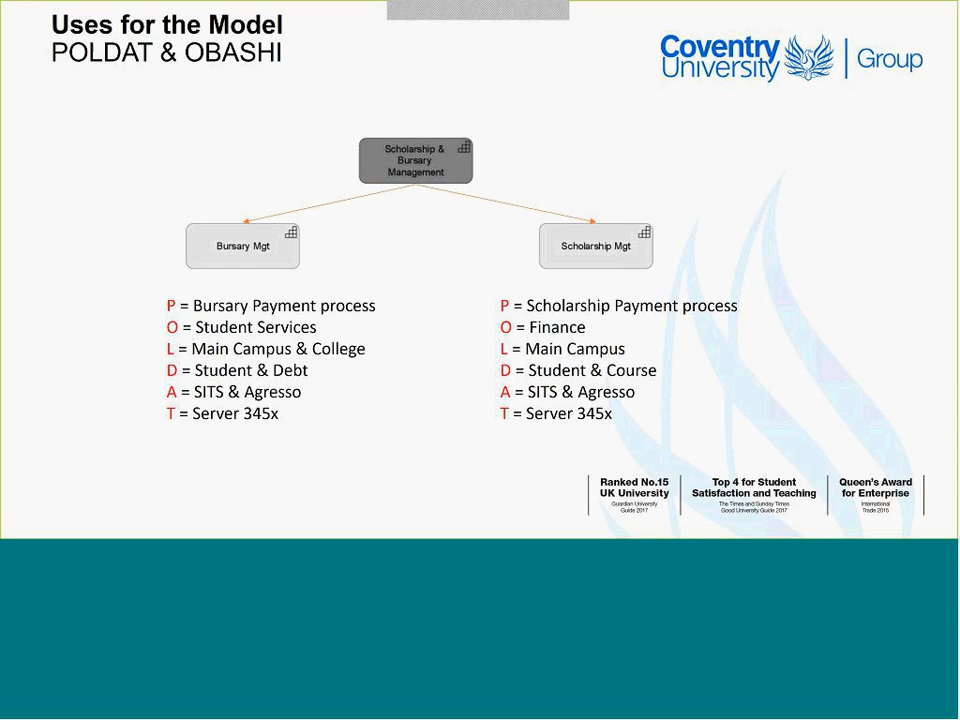 Uses for the Model
POLDAT & OBASHI
Coventry
University
Group
Scholarship &
Bursary
Management
Bursary Mgt
Scholarship Mgt
P = Bursary Payment process
O = Student Services
L = Main Campus & College
D = Student & Debt
A = SITS & Agresso
T = Server 345x
P = Scholarship Payment process
O = Finance
L = Main Campus
D = Student & Course
A = SITS & Agresso
T = Server 345x
Ranked No.15
UK University
Guardian University
Guide 2017
Top 4 for Student
Satisfaction and Teaching
The Times and Sunday Times
Good University Guide 2017
Queen's Award
for Enterprise
International
Trade 2015